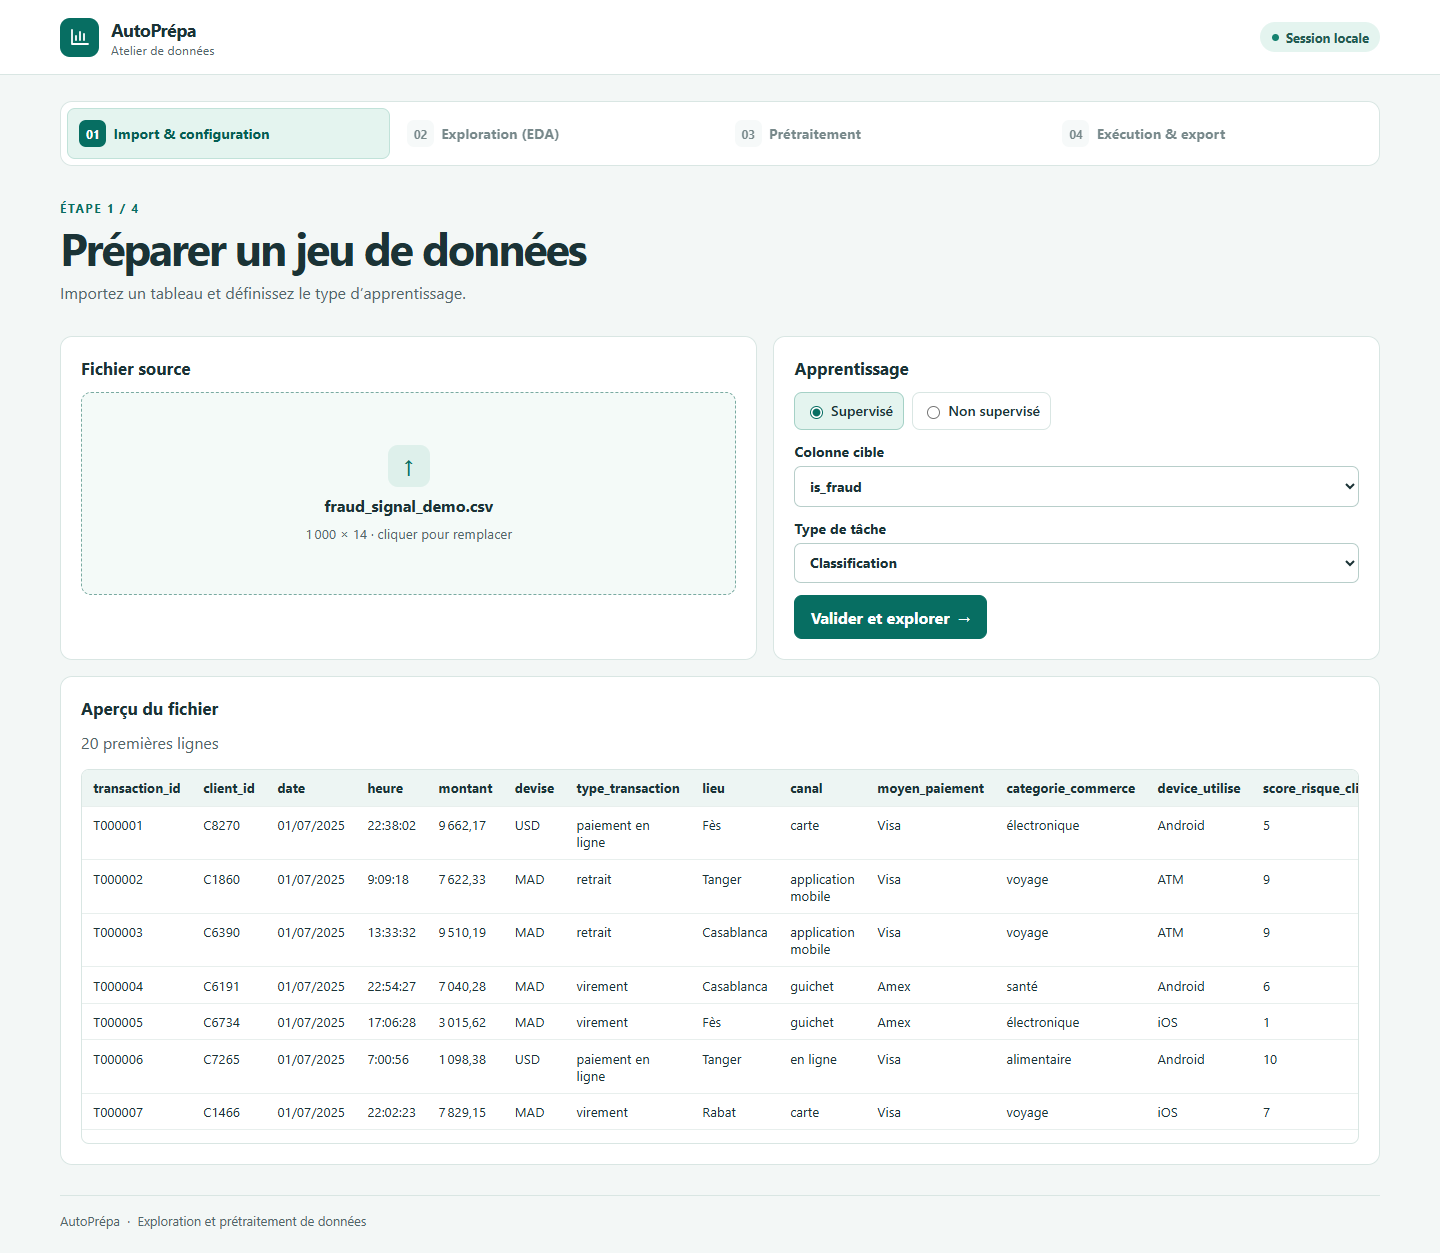 AutoPrépa
Atelier de données
Session locale
01 Import & configuration
02 Exploration (EDA)
03 Prétraitement
04 Exécution & export
ÉTAPE 1 / 4
Préparer un jeu de données
Importez un tableau et définissez le type d’apprentissage.
Fichier source
↑
fraud_signal_demo.csv
1 000 × 14 · cliquer pour remplacer
Apprentissage
Supervisé
Non supervisé
Colonne cible
is_fraud
Type de tâche
Classification
Valider et explorer →
Aperçu du fichier
20 premières lignes
transaction_id client_id date heure montant devise type_transaction lieu canal moyen_paiement categorie_commerce device_utilise score_risque_cli
T000001 C8270 01/07/2025 22:38:02 9 662,17 USD paiement en ligne Fès carte Visa électronique Android 5
T000002 C1860 01/07/2025 9:09:18 7 622,33 MAD retrait Tanger application mobile Visa voyage ATM 9
T000003 C6390 01/07/2025 13:33:32 9 510,19 MAD retrait Casablanca application mobile Visa voyage ATM 9
T000004 C6191 01/07/2025 22:54:27 7 040,28 MAD virement Casablanca guichet Amex santé Android 6
T000005 C6734 01/07/2025 17:06:28 3 015,62 MAD virement Fès guichet Amex électronique iOS 1
T000006 C7265 01/07/2025 7:00:56 1 098,38 USD paiement en ligne Tanger en ligne Visa alimentaire Android 10
T000007 C1466 01/07/2025 22:02:23 7 829,15 MAD virement Rabat carte Visa voyage iOS 7
AutoPrépa · Exploration et prétraitement de données